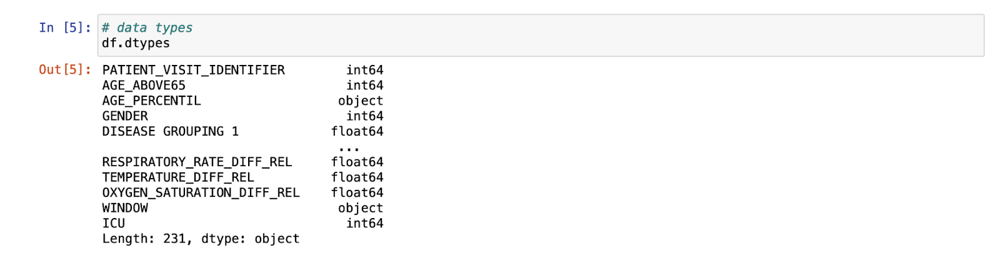 In [5]: # data types
df.dtypes
Out[5]: PATIENT_VISIT_IDENTIFIER int64
AGE_ABOVE65 int64
AGE_PERCENTIL object
GENDER int64
DISEASE GROUPING 1 float64
...
RESPIRATORY_RATE_DIFF_REL float64
TEMPERATURE_DIFF_REL float64
OXYGEN_SATURATION_DIFF_REL float64
WINDOW object
ICU int64
Length: 231, dtype: object